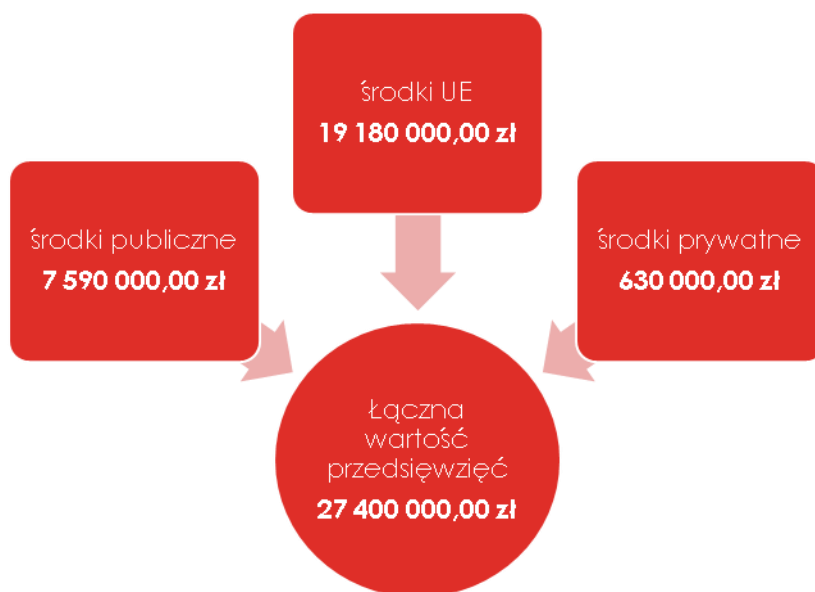 środki UE
19 180 000,00 zł
środki publiczne
7 590 000,00 zł
środki prywatne
630 000,00 zł
Łączna
wartość
przedsięwzięć
27 400 000,00 zł